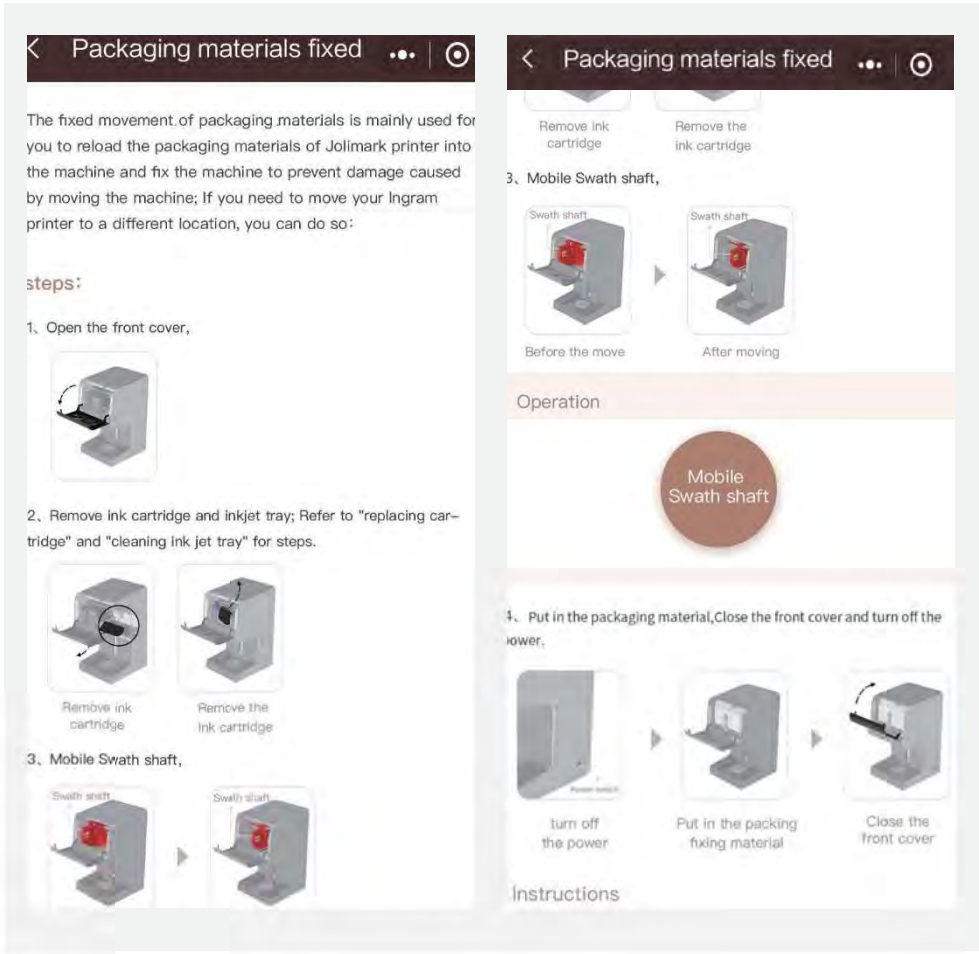 Packaging materials fixed
The fixed movement of packaging materials is mainly used for
you to reload the packaging materials of Jolimark printer into
the machine and fix the machine to prevent damage caused
by moving the machine; If you need to move your Ingram
printer to a different location, you can do so:
steps:
1、Open the front cover,
2、Remove ink cartridge and inkjet tray; Refer to "replacing car-
tridge" and "cleaning ink jet tray" for steps.
Remove ink
cartridge
Remove the
ink cartridge
3、Mobile Swath shaft,
Swath shaft
Swath shaft
Packaging materials fixed
Remove ink
cartridge
Remove the
ink cartridge
3、Mobile Swath shaft,
Swath shaft
Swath shaft
Before the move
After moving
Operation
Mobile
Swath shaft
4、Put in the packaging material,Close the front cover and turn off the
power.
Power switch
turn off
the power
Put in the packing
fixing material
Close the
front cover
Instructions